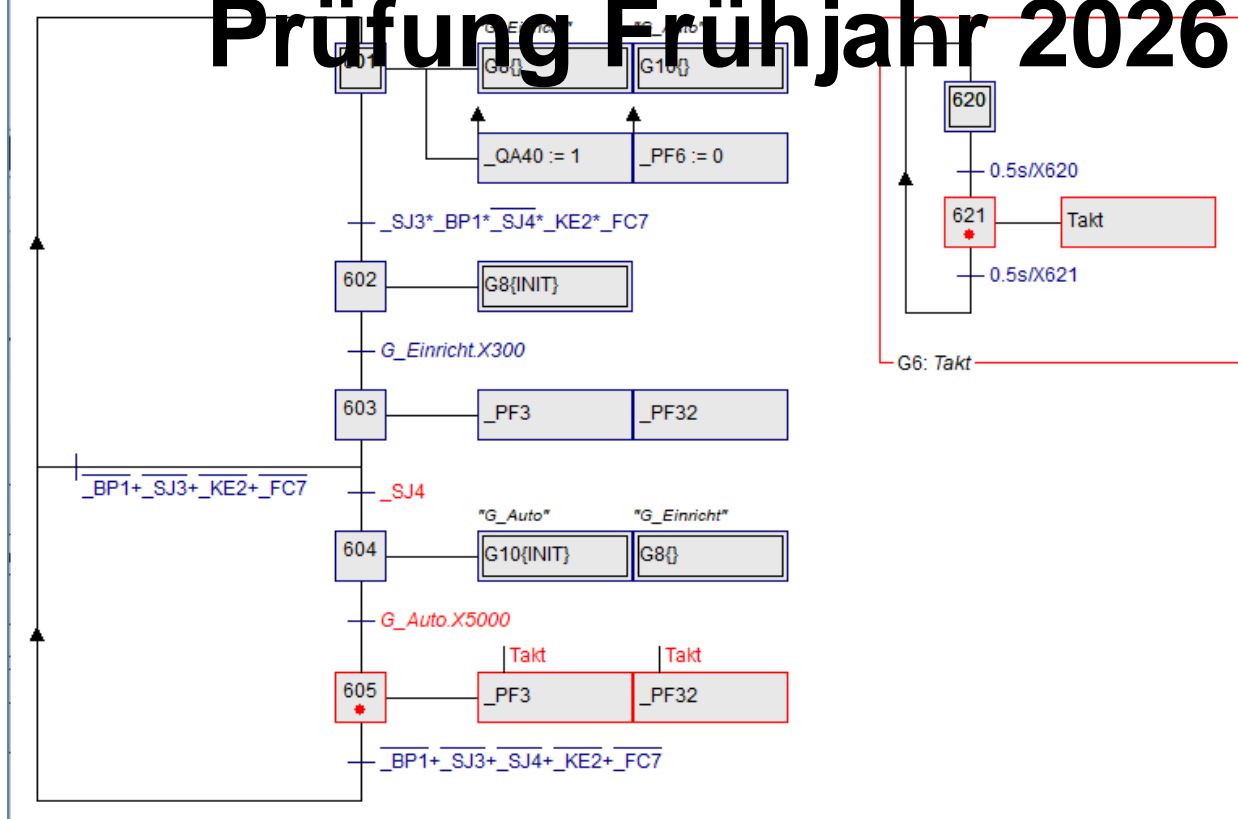 Prüfung Frühjahr 2026
"G_Auto"
G8{} G10{}
_QA40 := 1 _PF6 := 0
_SJ3*_BP1*_SJ4*_KE2*_FC7
602 G8{INIT}
G_Einricht.X300
603 _PF3 _PF32
_BP1+_SJ3+_KE2+_FC7
_SJ4
"G_Auto" "G_Einricht"
604 G10{INIT} G8{}
G_Auto.X5000
Takt Takt
605 _PF3 _PF32
_BP1+_SJ3+_SJ4+_KE2+_FC7
620
0.5s/X620
621 Takt
0.5s/X621
G6: Takt